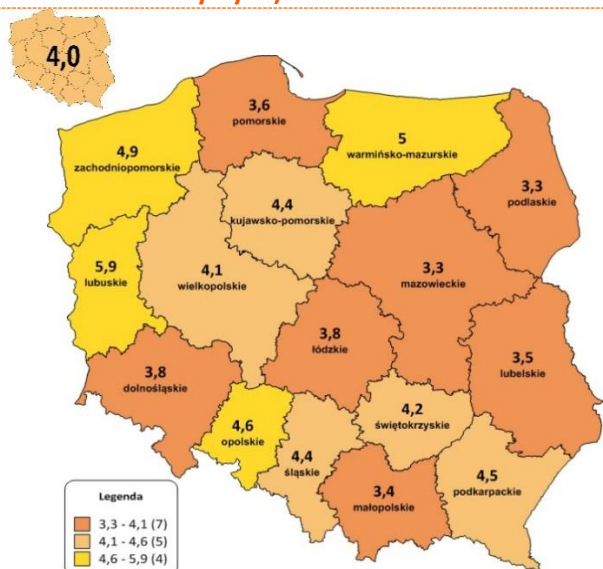 4,0
3,6
pomorskie
5
warmińsko-mazurskie
4,9
zachodniopomorskie
3,3
podlaskie
4,4
kujawsko-pomorskie
5,9
lubuskie
4,1
wielkopolskie
3,3
mazowieckie
3,8
łódzkie
3,5
lubelskie
3,8
dolnośląskie
4,2
świętokrzyskie
4,6
opolskie
4,4
śląskie
4,5
podkarpackie
3,4
małopolskie
Legenda
3,3 - 4,1 (7)
4,1 - 4,6 (5)
4,6 - 5,9 (4)